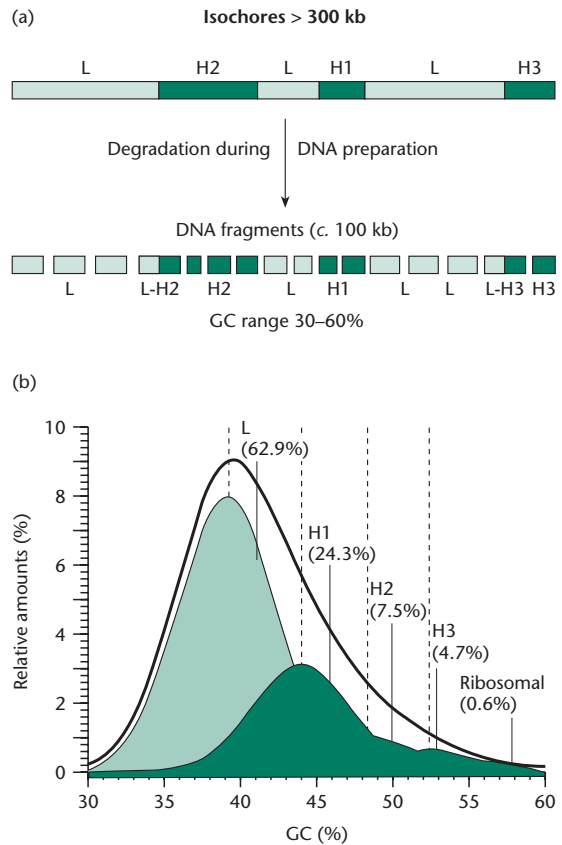 (a)
Isochores > 300 kb
L H2 L H1 L H3
Degradation during DNA preparation
DNA fragments (c. 100 kb)
L L-H2 H2 L H1 L L L-H3 H3
GC range 30–60%
(b)
10
8
6
4
2
0
Relative amounts (%)
L
(62.9%)
H1
(24.3%)
H2
(7.5%)
H3
(4.7%)
Ribosomal
(0.6%)
30 35 40 45 50 55 60
GC (%)